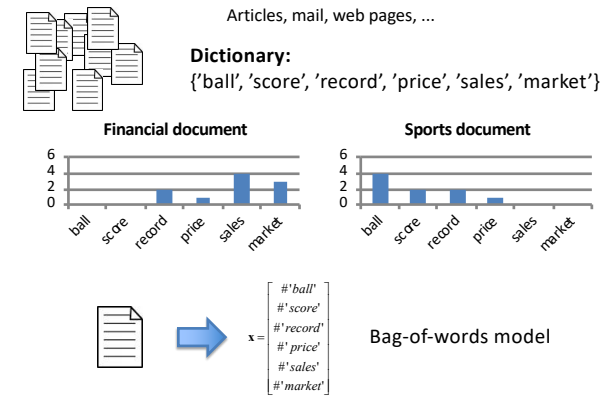 Articles, mail, web pages, ...
Dictionary:
{'ball', 'score', 'record', 'price', 'sales', 'market'}
Financial document
6
4
2
0
ball
score
record
price
sales
market
Sports document
6
4
2
0
ball
score
record
price
sales
market
#'ball'
#'score'
x = #'record'
#'price'
#'sales'
#'market'
Bag-of-words model